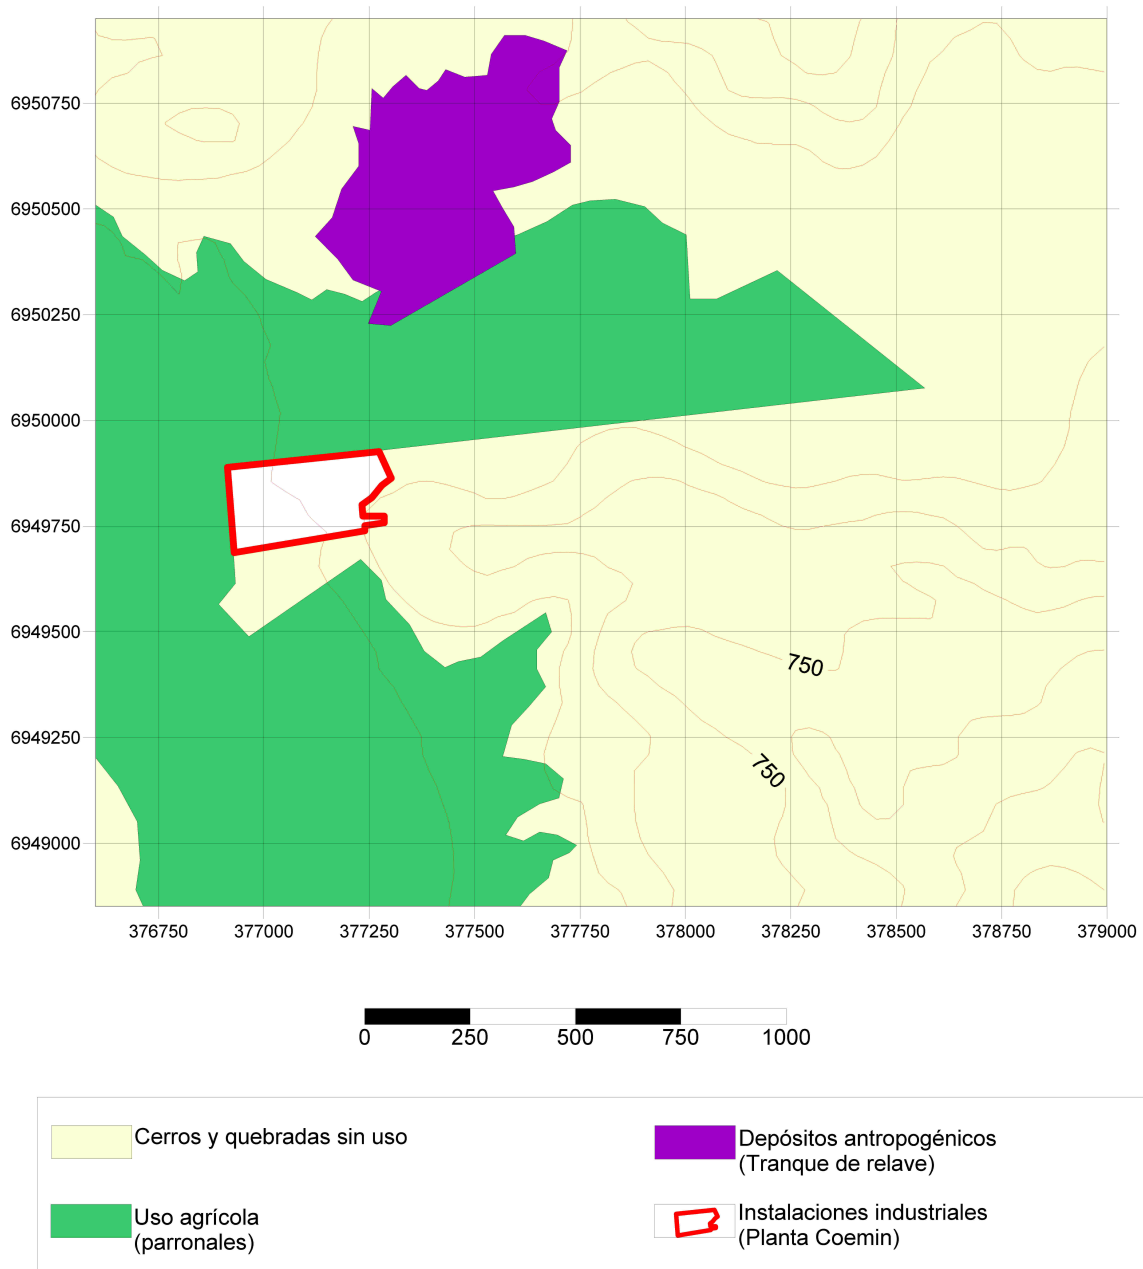 6950750
6950500
6950250
6950000
6949750
6949500
6949250
6949000
750
750
376750 377000 377250 377500 377750 378000 378250 378500 378750 379000
0 250 500 750 1000
Cerros y quebradas sin uso
Depósitos antropogénicos
(Tranque de relave)
Uso agrícola
(parronales)
Instalaciones industriales
(Planta Coemin)